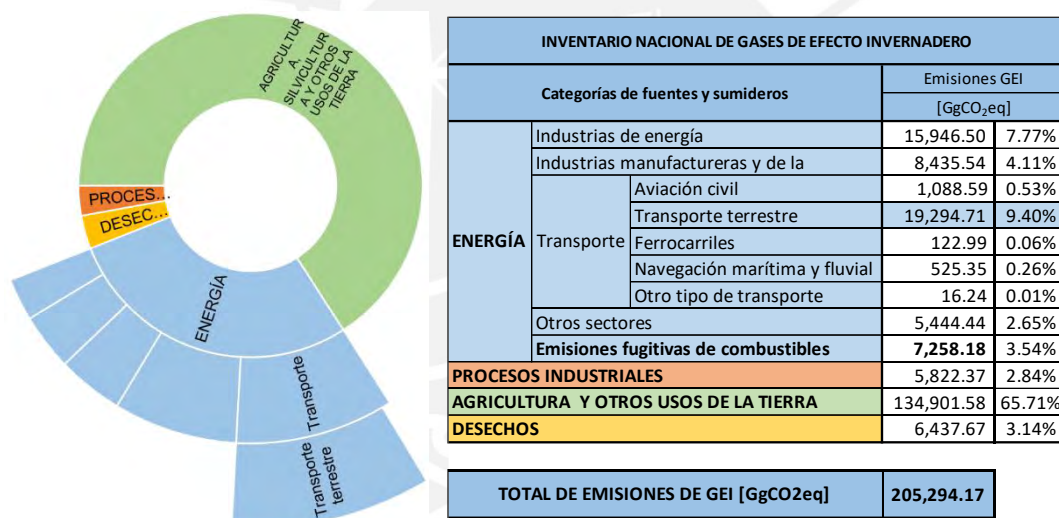 AGRICULTUR
A,
SILVICULTUR
A Y OTROS
USOS DE LA
TIERRA
PROCES...
DESEC...
ENERGÍA
Transporte
Transporte
terrestre
INVENTARIO NACIONAL DE GASES DE EFECTO INVERNADERO
Categorías de fuentes y sumideros
Emisiones GEI
[GgCO₂eq]
ENERGÍA
Industrias de energía 15,946.50 7.77%
Industrias manufactureras y de la 8,435.54 4.11%
Transporte
Aviación civil 1,088.59 0.53%
Transporte terrestre 19,294.71 9.40%
Ferrocarriles 122.99 0.06%
Navegación marítima y fluvial 525.35 0.26%
Otro tipo de transporte 16.24 0.01%
Otros sectores 5,444.44 2.65%
Emisiones fugitivas de combustibles 7,258.18 3.54%
PROCESOS INDUSTRIALES 5,822.37 2.84%
AGRICULTURA Y OTROS USOS DE LA TIERRA 134,901.58 65.71%
DESECHOS 6,437.67 3.14%
TOTAL DE EMISIONES DE GEI [GgCO2eq] 205,294.17